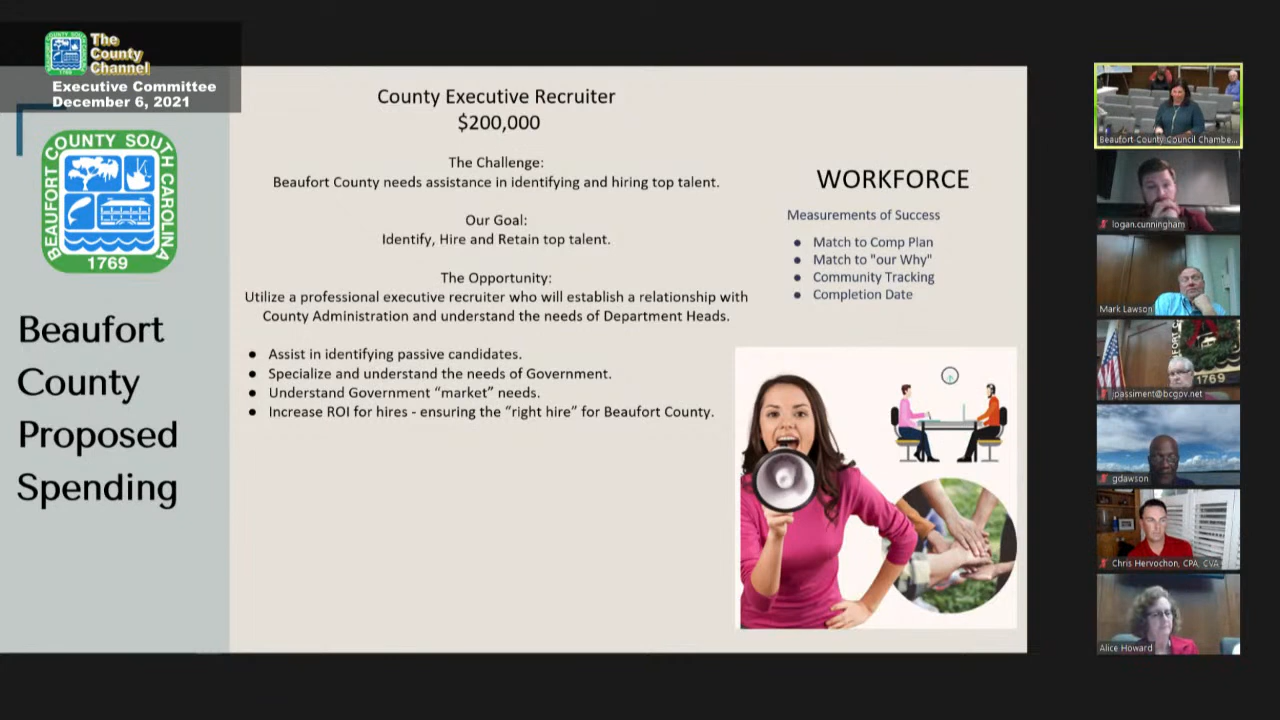 The
County
Channel
Executive Committee
December 6, 2021
BEAUFORT COUNTY SOUTH CAROLINA
1769
Beaufort
County
Proposed
Spending
County Executive Recruiter
$200,000
The Challenge:
Beaufort County needs assistance in identifying and hiring top talent.
Our Goal:
Identify, Hire and Retain top talent.
The Opportunity:
Utilize a professional executive recruiter who will establish a relationship with
County Administration and understand the needs of Department Heads.
● Assist in identifying passive candidates.
● Specialize and understand the needs of Government.
● Understand Government “market” needs.
● Increase ROI for hires - ensuring the “right hire” for Beaufort County.
WORKFORCE
Measurements of Success
● Match to Comp Plan
● Match to "our Why"
● Community Tracking
● Completion Date
Beaufort County Council Chambe...
logan.cunningham
Mark Lawson
1769
jpassiment@bcgov.net
gdawson
Chris Hervochon, CPA, CVA
Alice Howard